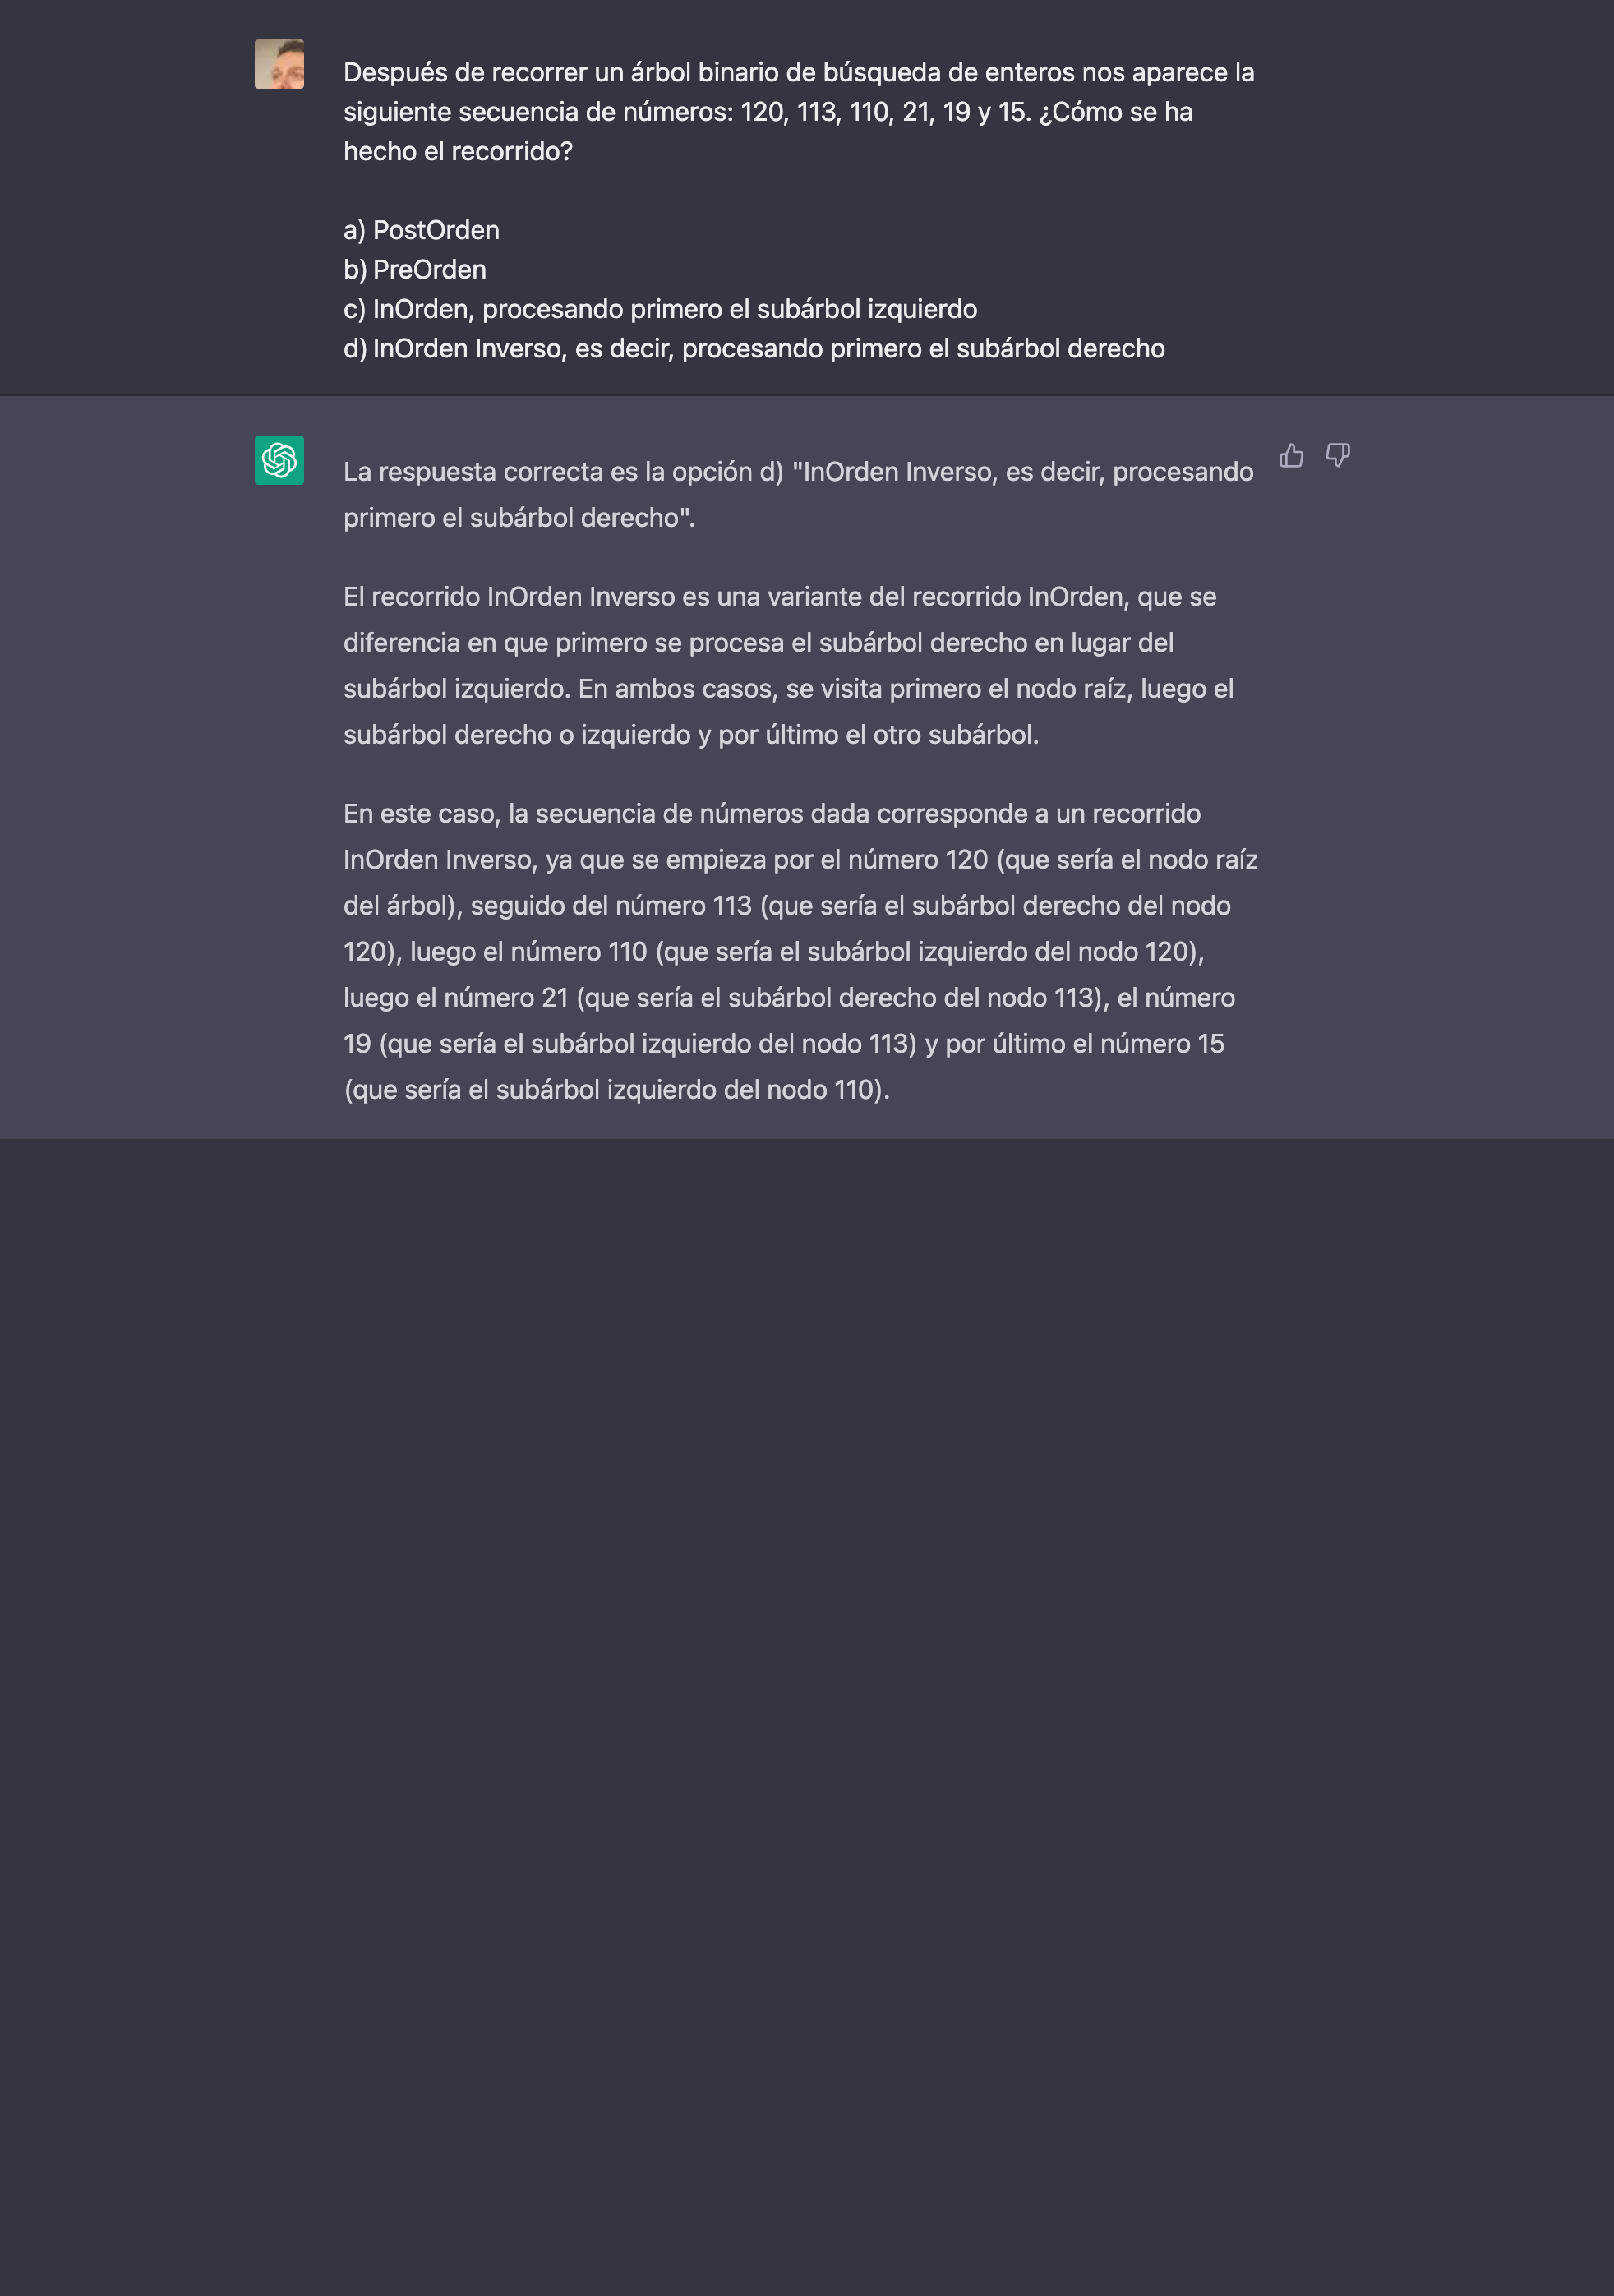 Después de recorrer un árbol binario de búsqueda de enteros nos aparece la
siguiente secuencia de números: 120, 113, 110, 21, 19 y 15. ¿Cómo se ha
hecho el recorrido?
a) PostOrden
b) PreOrden
c) InOrden, procesando primero el subárbol izquierdo
d) InOrden Inverso, es decir, procesando primero el subárbol derecho
La respuesta correcta es la opción d) "InOrden Inverso, es decir, procesando
primero el subárbol derecho".
El recorrido InOrden Inverso es una variante del recorrido InOrden, que se
diferencia en que primero se procesa el subárbol derecho en lugar del
subárbol izquierdo. En ambos casos, se visita primero el nodo raíz, luego el
subárbol derecho o izquierdo y por último el otro subárbol.
En este caso, la secuencia de números dada corresponde a un recorrido
InOrden Inverso, ya que se empieza por el número 120 (que sería el nodo raíz
del árbol), seguido del número 113 (que sería el subárbol derecho del nodo
120), luego el número 110 (que sería el subárbol izquierdo del nodo 120),
luego el número 21 (que sería el subárbol derecho del nodo 113), el número
19 (que sería el subárbol izquierdo del nodo 113) y por último el número 15
(que sería el subárbol izquierdo del nodo 110).